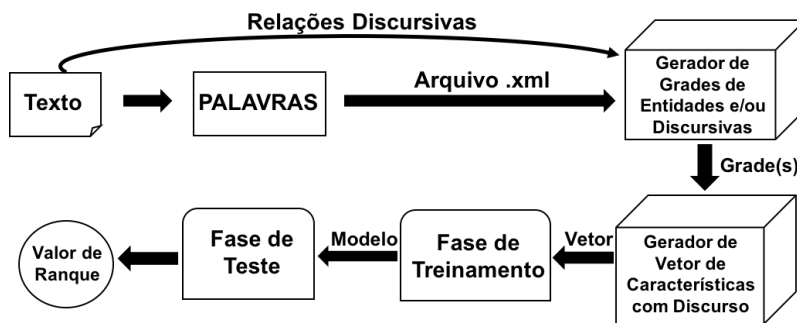 Relações Discursivas
Texto
PALAVRAS
Arquivo .xml
Gerador de
Grades de
Entidades e/ou
Discursivas
Grade(s)
Gerador de
Vetor de
Características
com Discurso
Vetor
Fase de
Treinamento
Modelo
Fase de
Teste
Valor de
Ranque